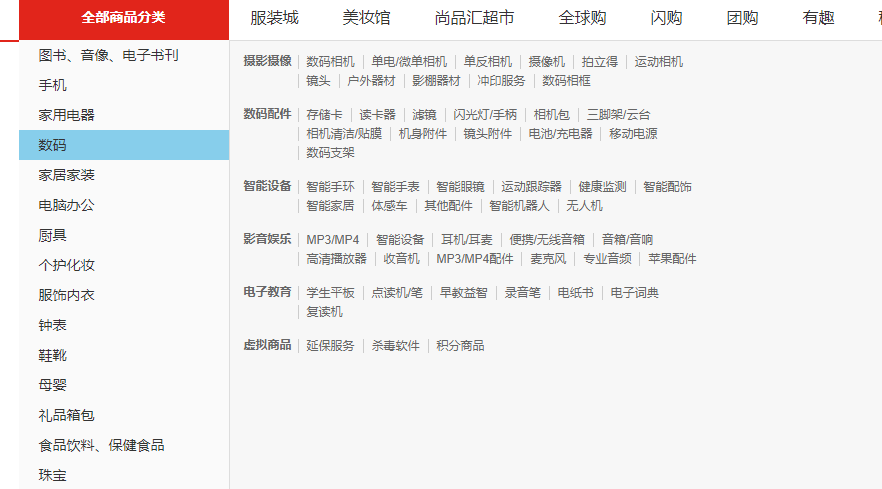 全部商品分类 服装城 美妆馆 尚品汇超市 全球购 闪购 团购 有趣
图书、音像、电子书刊
手机
家用电器
数码
家居家装
电脑办公
厨具
个护化妆
服饰内衣
钟表
鞋靴
母婴
礼品箱包
食品饮料、保健食品
珠宝
摄影摄像 数码相机 单电/微单相机 单反相机 摄像机 拍立得 运动相机
镜头 户外器材 影棚器材 冲印服务 数码相框
数码配件 存储卡 读卡器 滤镜 闪光灯/手柄 相机包 三脚架/云台
相机清洁/贴膜 机身附件 镜头附件 电池/充电器 移动电源
数码支架
智能设备 智能手环 智能手表 智能眼镜 运动跟踪器 健康监测 智能配饰
智能家居 体感车 其他配件 智能机器人 无人机
影音娱乐 MP3/MP4 智能设备 耳机/耳麦 便携/无线音箱 音箱/音响
高清播放器 收音机 MP3/MP4配件 麦克风 专业音频 苹果配件
电子教育 学生平板 点读机/笔 早教益智 录音笔 电纸书 电子词典
复读机
虚拟商品 延保服务 杀毒软件 积分商品